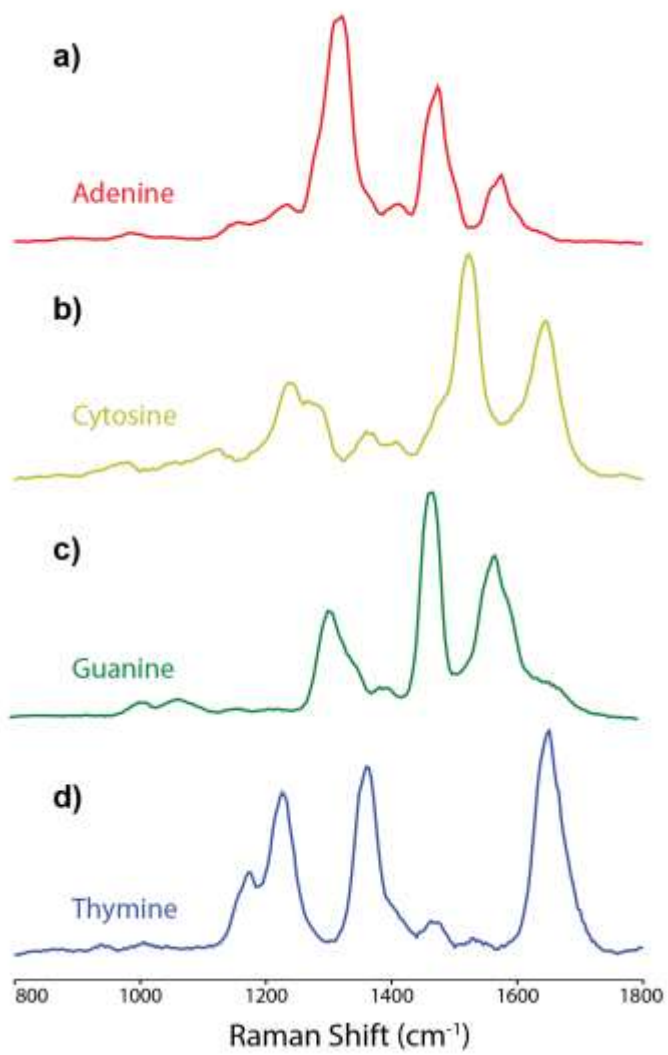 a)
Adenine
b)
Cytosine
c)
Guanine
d)
Thymine
800 1000 1200 1400 1600 1800
Raman Shift (cm⁻¹)